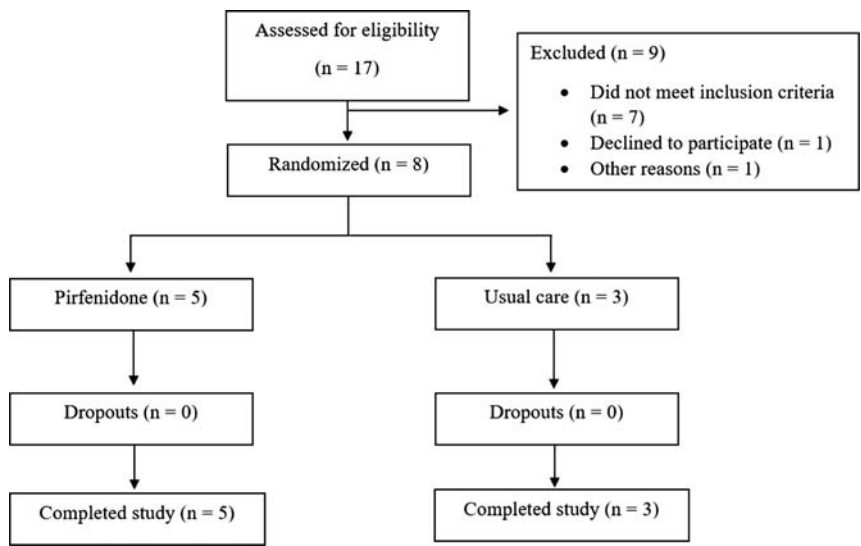 Assessed for eligibility
(n = 17)
Excluded (n = 9)
• Did not meet inclusion criteria
(n = 7)
• Declined to participate (n = 1)
• Other reasons (n = 1)
Randomized (n = 8)
Pirfenidone (n = 5)
Usual care (n = 3)
Dropouts (n = 0)
Dropouts (n = 0)
Completed study (n = 5)
Completed study (n = 3)